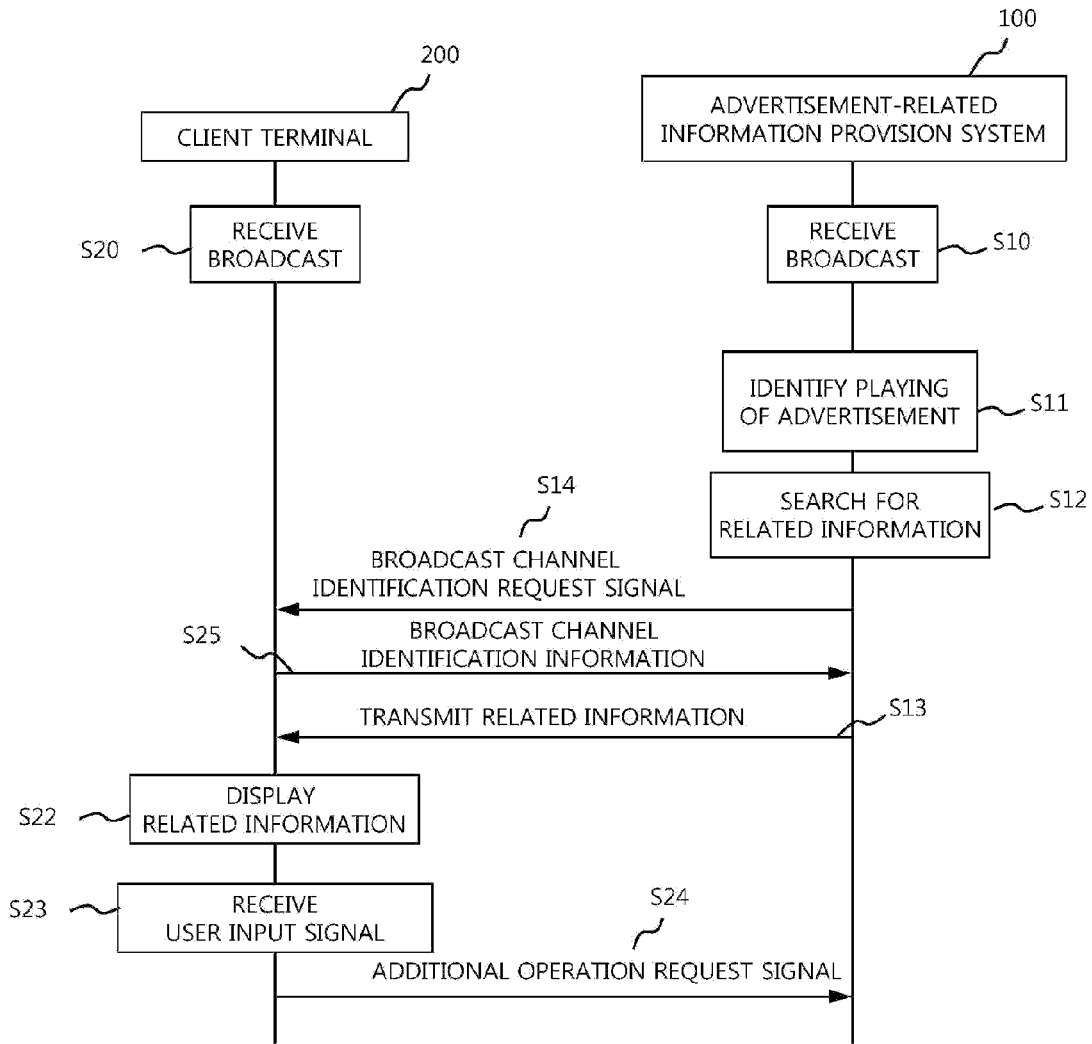 100
200
ADVERTISEMENT-RELATED
INFORMATION PROVISION SYSTEM
CLIENT TERMINAL
S20
RECEIVE
BROADCAST
RECEIVE
BROADCAST
S10
IDENTIFY PLAYING
OF ADVERTISEMENT
S11
SEARCH FOR
RELATED INFORMATION
S12
S14
BROADCAST CHANNEL
IDENTIFICATION REQUEST SIGNAL
S25
BROADCAST CHANNEL
IDENTIFICATION INFORMATION
TRANSMIT RELATED INFORMATION
S13
S22
DISPLAY
RELATED INFORMATION
S23
RECEIVE
USER INPUT SIGNAL
S24
ADDITIONAL OPERATION REQUEST SIGNAL